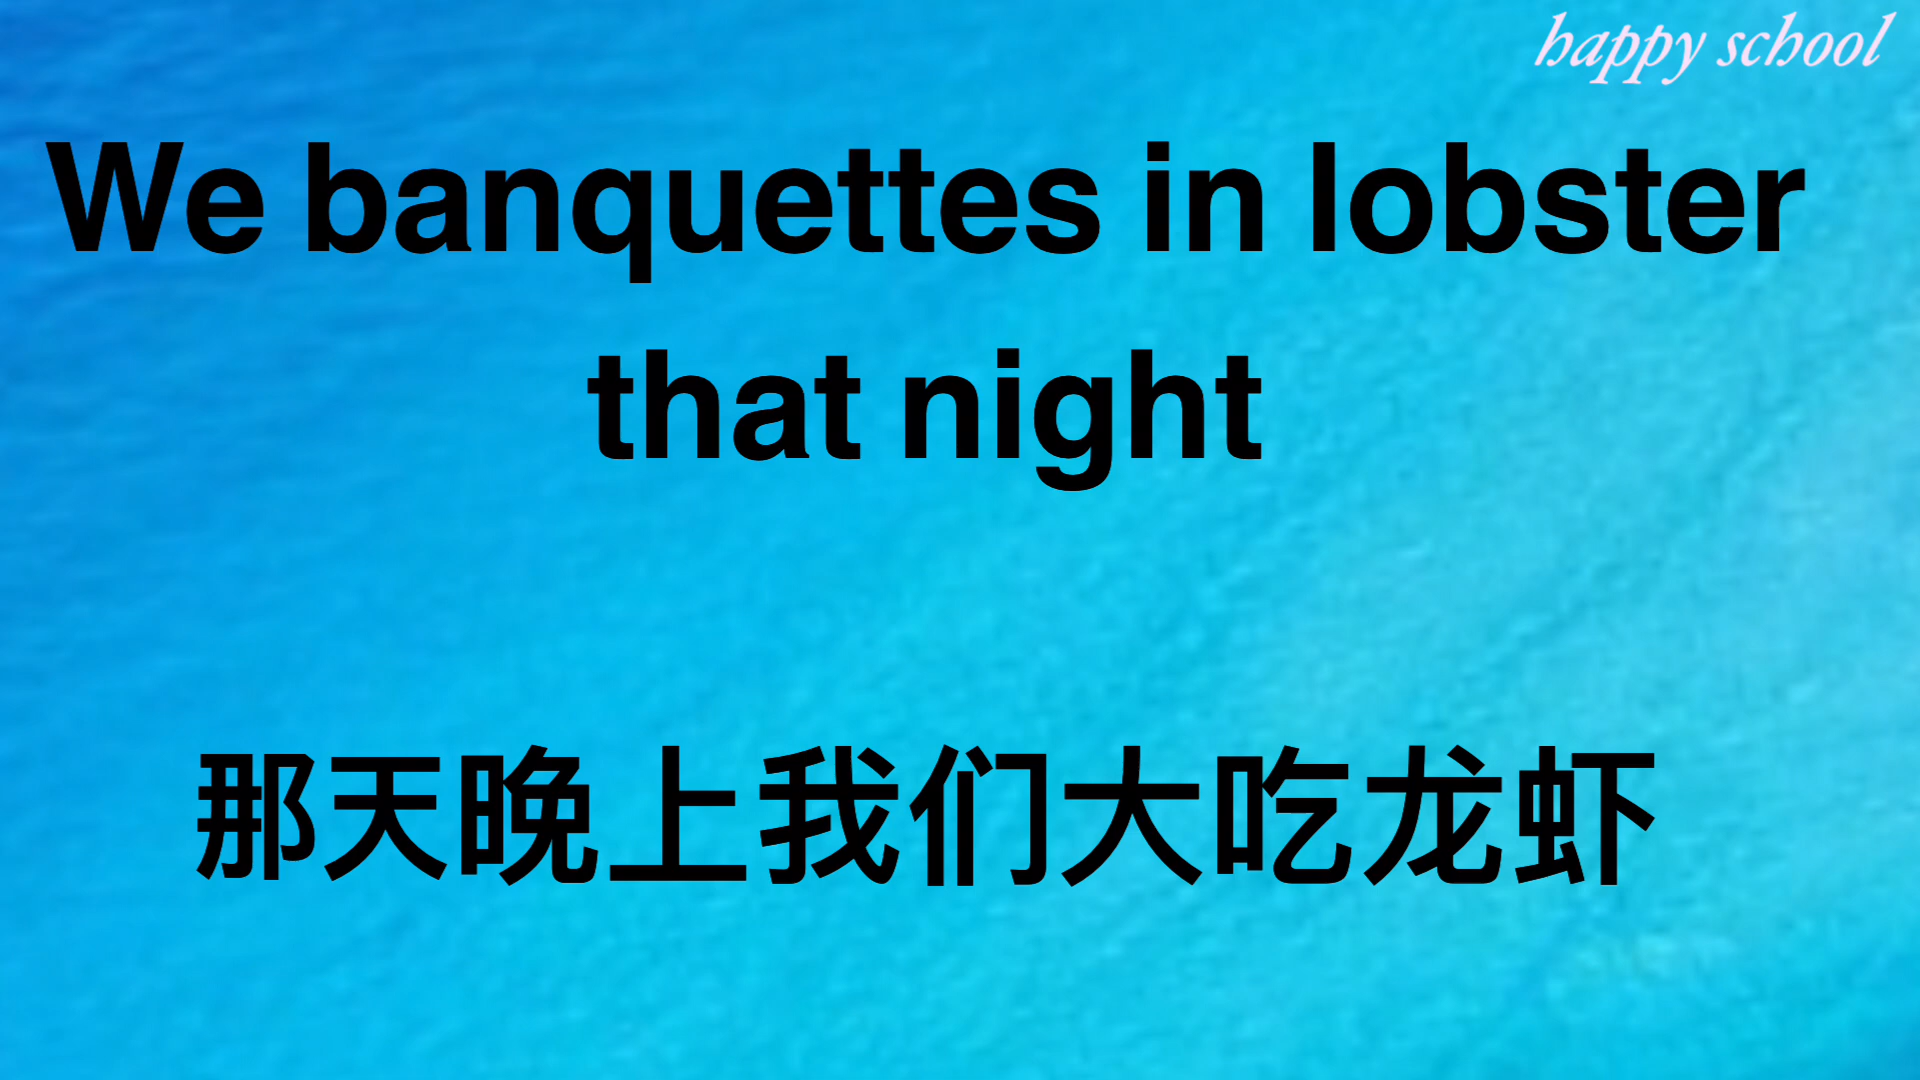 happy school
We banquettes in lobster
that night
那天晚上我们大吃龙虾